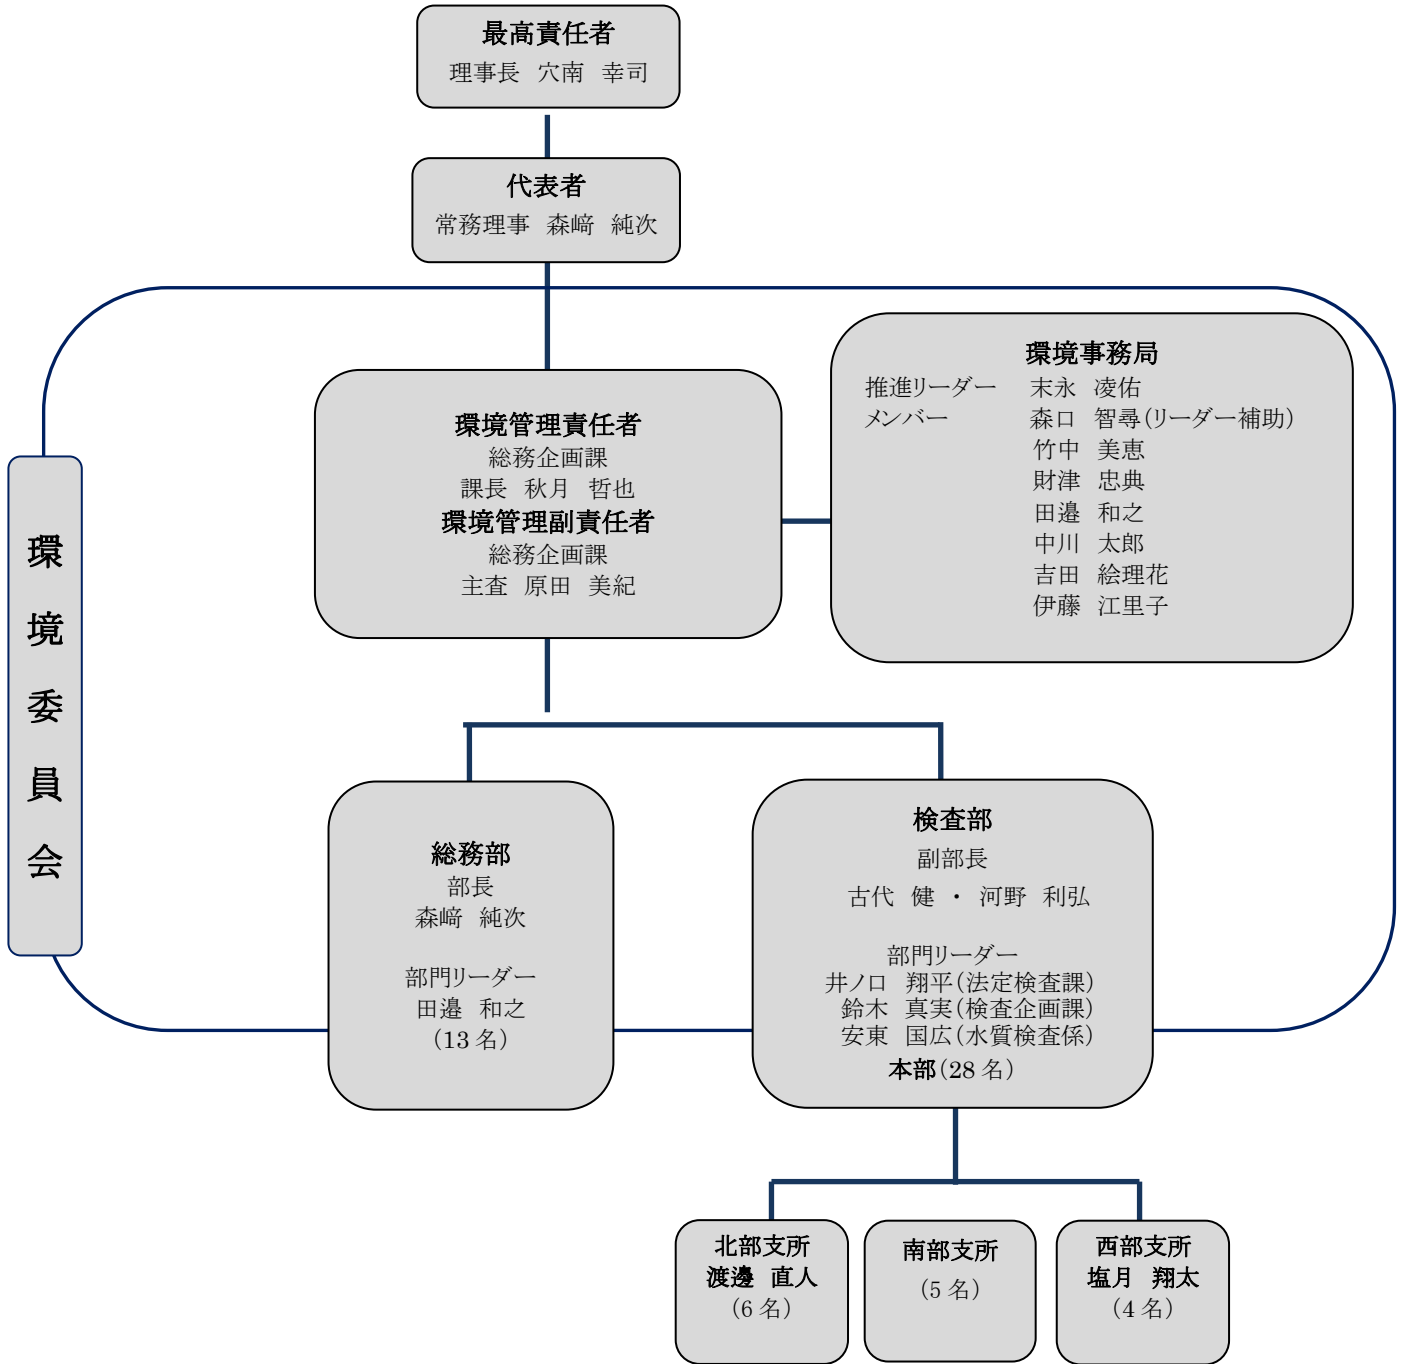 最高責任者
理事長 穴南 幸司
代表者
常務理事 森﨑 純次
環境委員会
環境管理責任者
総務企画課
課長 秋月 哲也
環境管理副責任者
総務企画課
主査 原田 美紀
環境事務局
推進リーダー 末永 凌佑
メンバー 森口 智尋(リーダー補助)
竹中 美恵
財津 忠典
田邉 和之
中川 太郎
吉田 絵理花
伊藤 江里子
総務部
部長
森﨑 純次
部門リーダー
田邉 和之
(13名)
検査部
副部長
古代 健 ・ 河野 利弘
部門リーダー
井ノ口 翔平(法定検査課)
鈴木 真実(検査企画課)
安東 国広(水質検査係)
本部(28名)
北部支所
渡邊 直人
(6名)
南部支所
(5名)
西部支所
塩月 翔太
(4名)